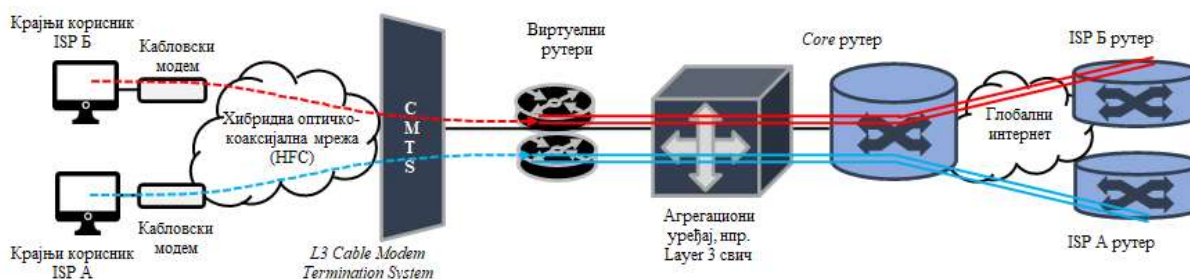 Крајњи корисник
ISP Б
Кабловски
модем
Хибридна оптичко-
коаксијална мрежа
(HFC)
Крајњи корисник
ISP А
Кабловски
модем
CMTS
L3 Cable Modem
Termination System
Виртуелни
рутери
Агрегациони
уређај, нпр.
Layer 3 свич
Core рутер
Глобални
интернет
ISP Б рутер
ISP А рутер